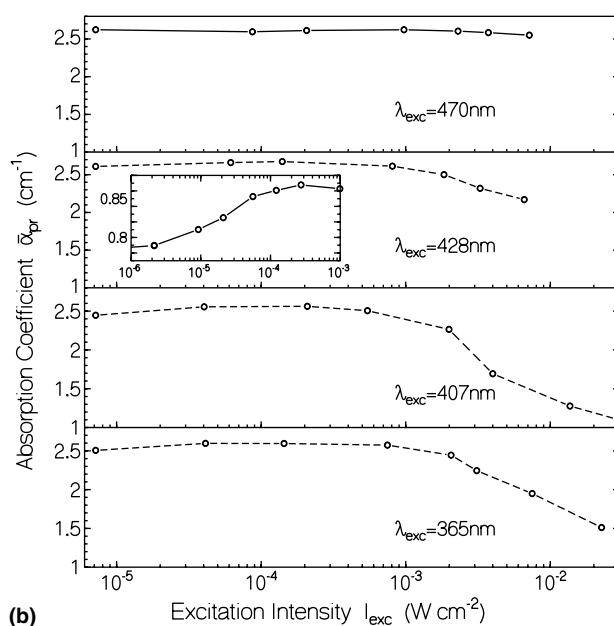 2.5
2
1.5
1
λexc=470nm
2.5
2
1.5
1
0.85
0.8
10⁻⁶ 10⁻⁵ 10⁻⁴ 10⁻³
λexc=428nm
2.5
2
1.5
1
λexc=407nm
2.5
2
1.5
1
λexc=365nm
Absorption Coefficient ᾱpr (cm⁻¹)
10⁻⁵ 10⁻⁴ 10⁻³ 10⁻²
(b) Excitation Intensity Iexc (W cm⁻²)